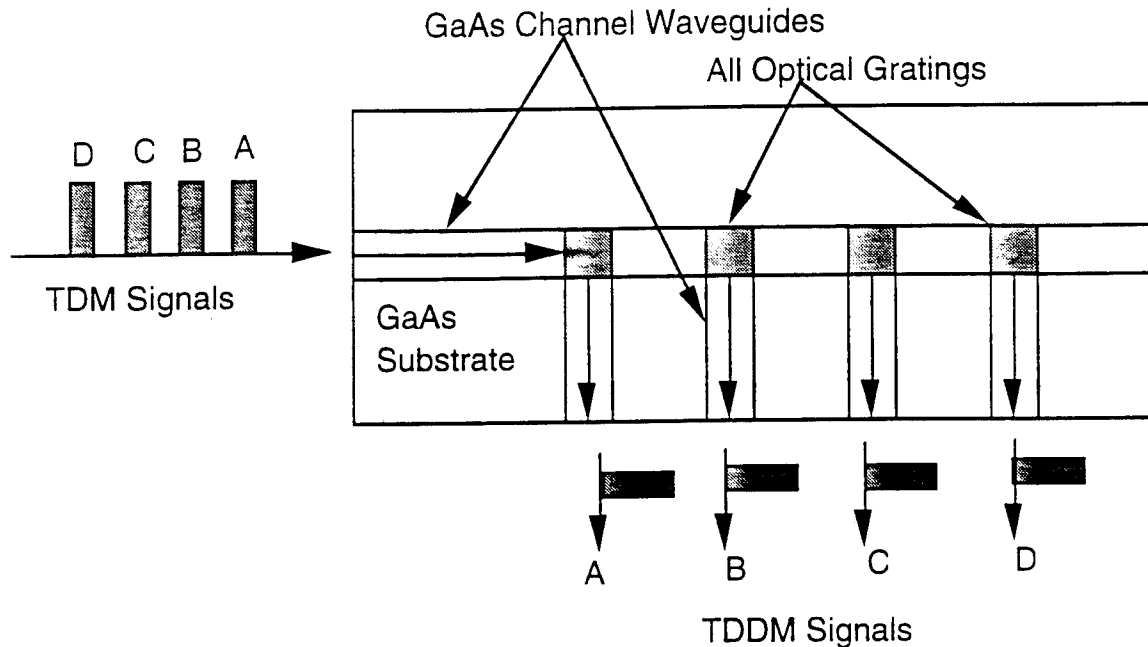 GaAs Channel Waveguides
All Optical Gratings
D C B A
TDM Signals
GaAs
Substrate
A B C D
TDDM Signals